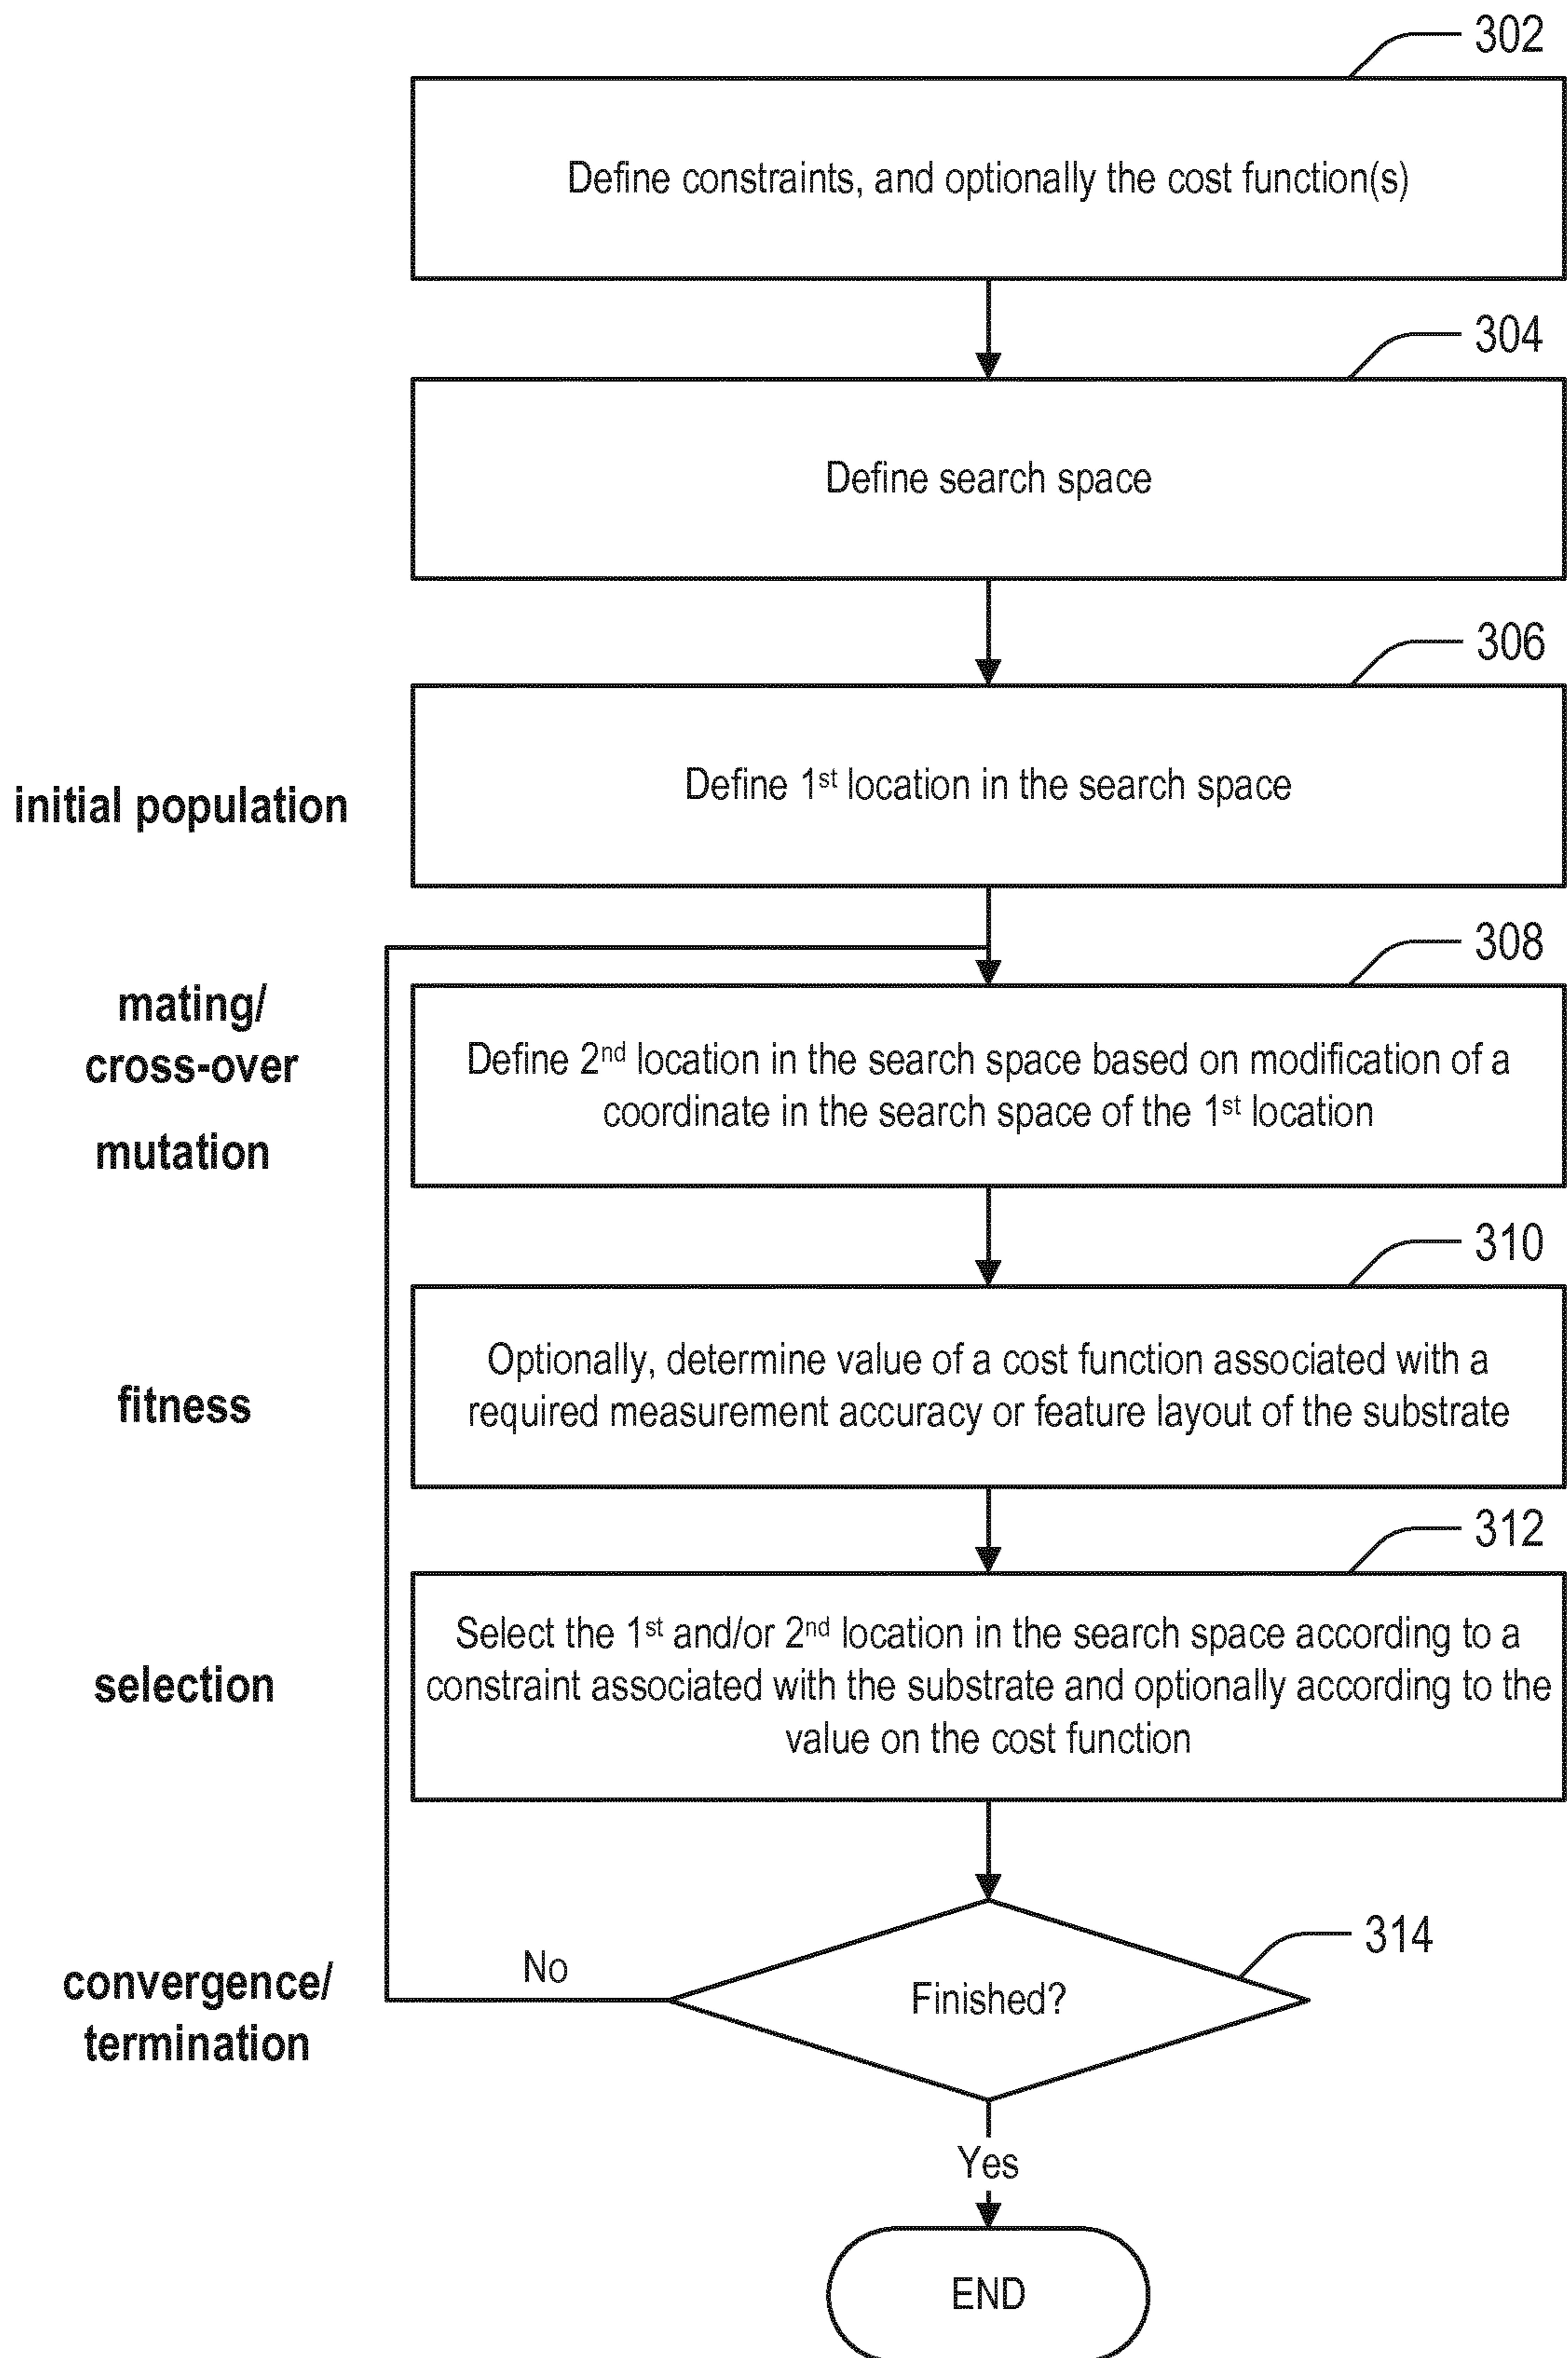 302
Define constraints, and optionally the cost function(s)
304
Define search space
306
initial population
Define 1st location in the search space
308
mating/
cross-over
mutation
Define 2nd location in the search space based on modification of a
coordinate in the search space of the 1st location
310
fitness
Optionally, determine value of a cost function associated with a
required measurement accuracy or feature layout of the substrate
312
selection
Select the 1st and/or 2nd location in the search space according to a
constraint associated with the substrate and optionally according to the
value on the cost function
314
convergence/
termination
No
Finished?
Yes
END